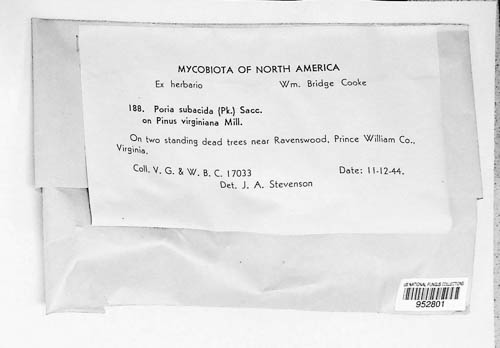 MYCOBIOTA OF NORTH AMERICA
Ex herbario Wm. Bridge Cooke
188. Poria subacida (Pk.) Sacc.
on Pinus virginiana Mill.
On two standing dead trees near Ravenswood, Prince William Co.,
Virginia.
Coll. V. G. & W. B. C. 17033 Date: 11-12-44.
Det. J. A. Stevenson
US NATIONAL FUNGUS COLLECTIONS
952801